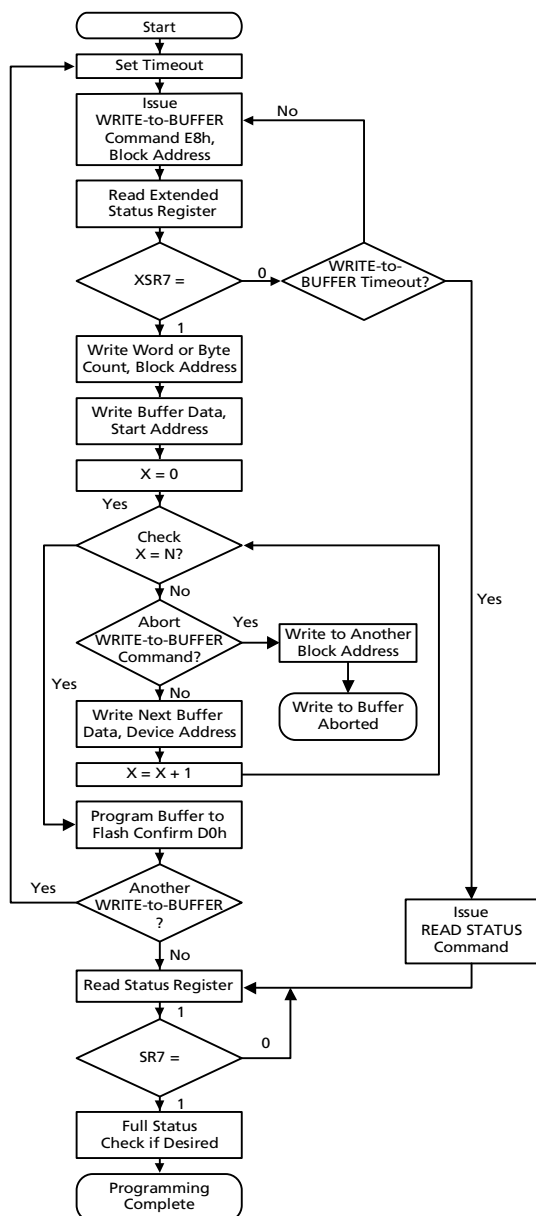 Start
Set Timeout
Issue
WRITE-to-BUFFER
Command E8h,
Block Address
No
Read Extended
Status Register
XSR7 =
0
WRITE-to-
BUFFER Timeout?
1
Write Word or Byte
Count, Block Address
Write Buffer Data,
Start Address
X = 0
Yes
Check
X = N?
No
Yes
Abort
WRITE-to-BUFFER
Command?
Yes
Write to Another
Block Address
Yes
No
Write to Buffer
Aborted
Write Next Buffer
Data, Device Address
X = X + 1
Program Buffer to
Flash Confirm D0h
Yes
Another
WRITE-to-BUFFER
?
Issue
READ STATUS
Command
No
Read Status Register
1
SR7 =
0
1
Full Status
Check if Desired
Programming
Complete